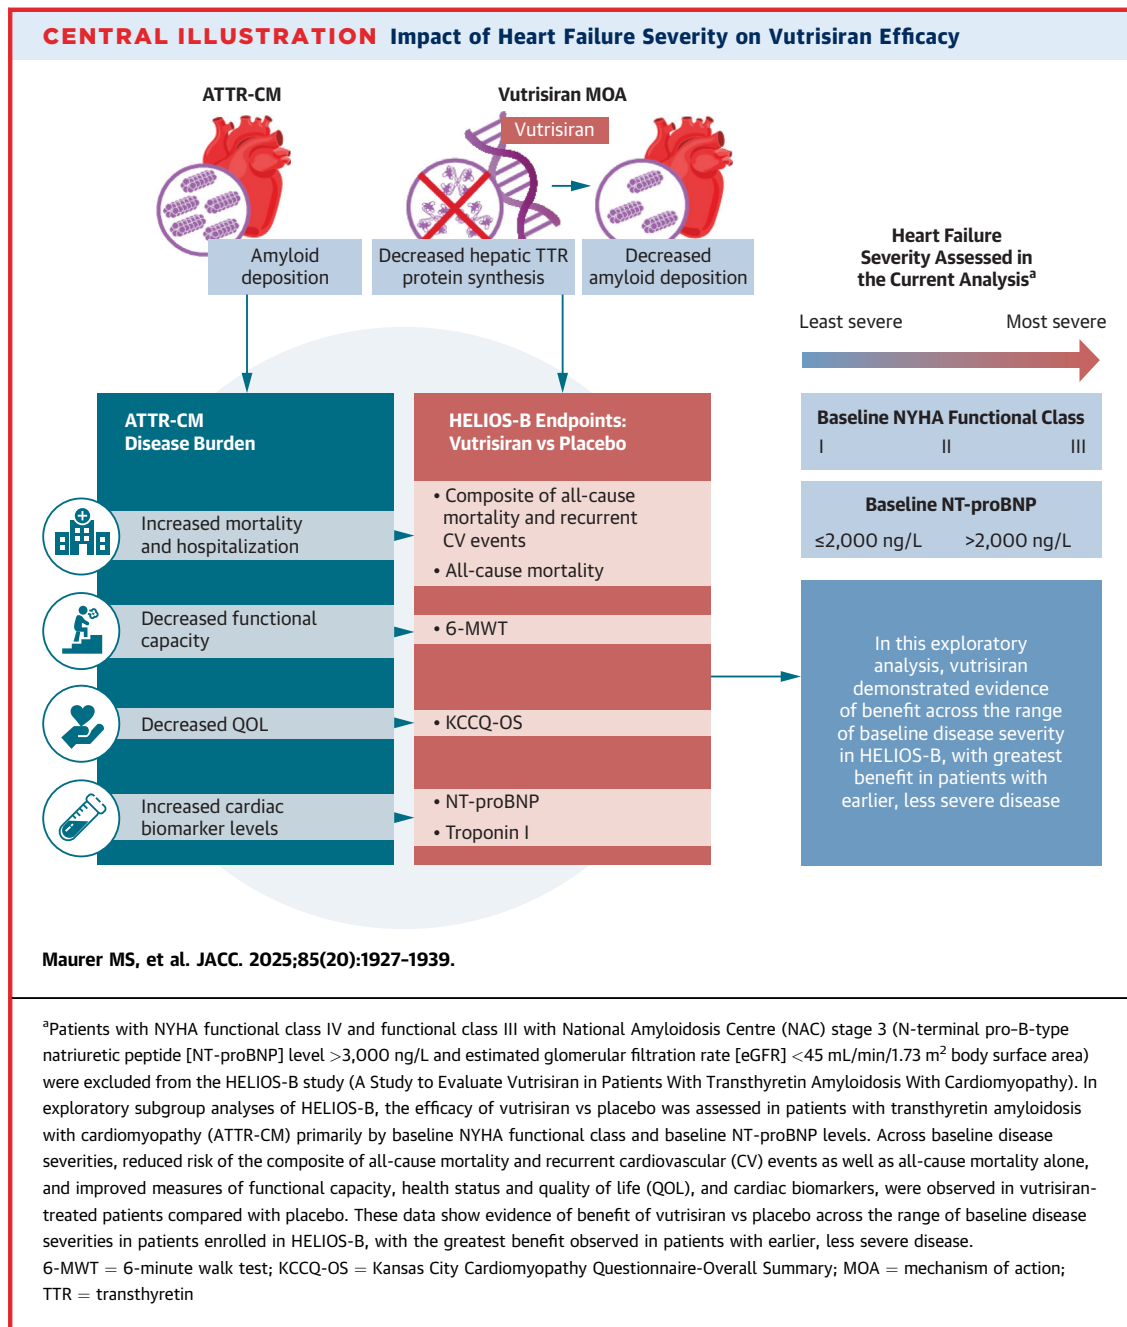 CENTRAL ILLUSTRATION Impact of Heart Failure Severity on Vutrisiran Efficacy
ATTR-CM
Vutrisiran MOA
Vutrisiran
Amyloid
deposition
Decreased hepatic TTR
protein synthesis
Decreased
amyloid deposition
Heart Failure
Severity Assessed in
the Current Analysisᵃ
Least severe
Most severe
ATTR-CM
Disease Burden
HELIOS-B Endpoints:
Vutrisiran vs Placebo
Baseline NYHA Functional Class
I II III
Baseline NT-proBNP
≤2,000 ng/L >2,000 ng/L
Increased mortality
and hospitalization
• Composite of all-cause
mortality and recurrent
CV events
• All-cause mortality
Decreased functional
capacity
• 6-MWT
Decreased QOL
• KCCQ-OS
Increased cardiac
biomarker levels
• NT-proBNP
• Troponin I
In this exploratory
analysis, vutrisiran
demonstrated evidence
of benefit across the range
of baseline disease severity
in HELIOS-B, with greatest
benefit in patients with
earlier, less severe disease
Maurer MS, et al. JACC. 2025;85(20):1927–1939.
ᵃPatients with NYHA functional class IV and functional class III with National Amyloidosis Centre (NAC) stage 3 (N-terminal pro-B-type
natriuretic peptide [NT-proBNP] level >3,000 ng/L and estimated glomerular filtration rate [eGFR] <45 mL/min/1.73 m² body surface area)
were excluded from the HELIOS-B study (A Study to Evaluate Vutrisiran in Patients With Transthyretin Amyloidosis With Cardiomyopathy). In
exploratory subgroup analyses of HELIOS-B, the efficacy of vutrisiran vs placebo was assessed in patients with transthyretin amyloidosis
with cardiomyopathy (ATTR-CM) primarily by baseline NYHA functional class and baseline NT-proBNP levels. Across baseline disease
severities, reduced risk of the composite of all-cause mortality and recurrent cardiovascular (CV) events as well as all-cause mortality alone,
and improved measures of functional capacity, health status and quality of life (QOL), and cardiac biomarkers, were observed in vutrisiran-
treated patients compared with placebo. These data show evidence of benefit of vutrisiran vs placebo across the range of baseline disease
severities in patients enrolled in HELIOS-B, with the greatest benefit observed in patients with earlier, less severe disease.
6-MWT = 6-minute walk test; KCCQ-OS = Kansas City Cardiomyopathy Questionnaire-Overall Summary; MOA = mechanism of action;
TTR = transthyretin